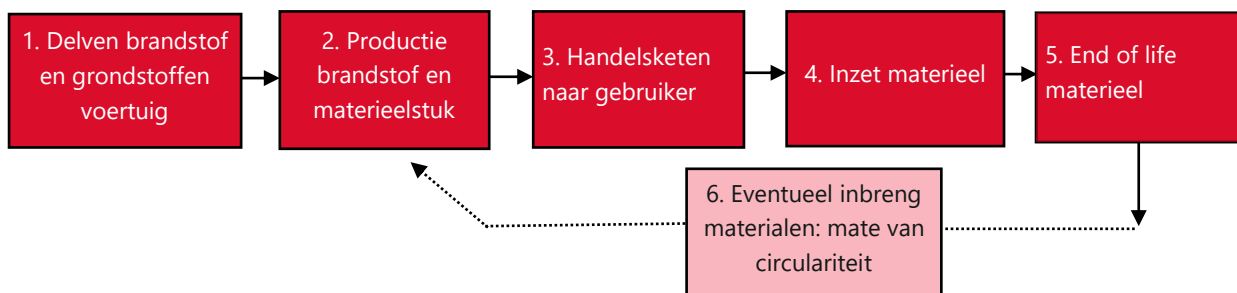 1. Delven brandstof
en grondstoffen
voertuig
2. Productie
brandstof en
materieelstuk
3. Handelsketen
naar gebruiker
4. Inzet materieel
5. End of life
materieel
6. Eventueel inbreng
materialen: mate van
circulariteit